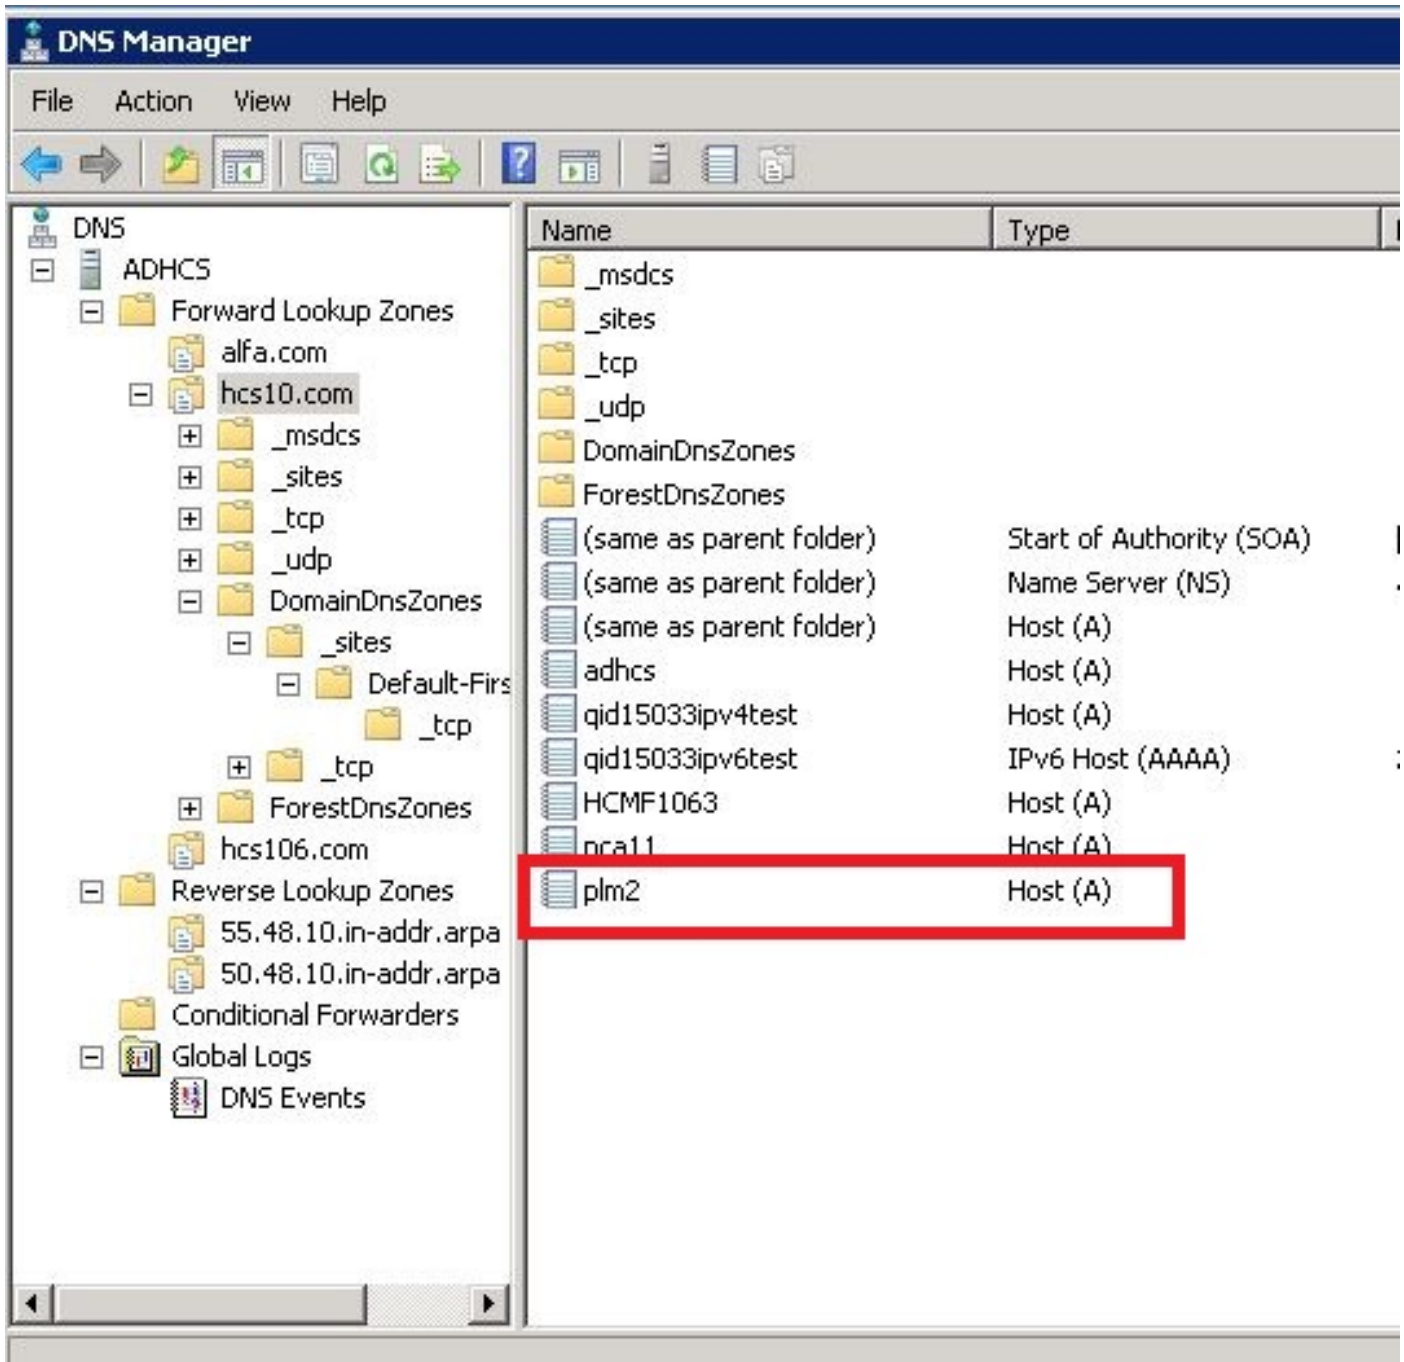 DNS Manager
File Action View Help
DNS
ADHCS
Forward Lookup Zones
alfa.com
hcs10.com
_msdcs
_sites
_tcp
_udp
DomainDnsZones
_sites
Default-Firs
_tcp
_tcp
ForestDnsZones
hcs106.com
Reverse Lookup Zones
55.48.10.in-addr.arpa
50.48.10.in-addr.arpa
Conditional Forwarders
Global Logs
DNS Events
Name Type
_msdcs
_sites
_tcp
_udp
DomainDnsZones
ForestDnsZones
(same as parent folder) Start of Authority (SOA)
(same as parent folder) Name Server (NS)
(same as parent folder) Host (A)
adhcs Host (A)
qid15033ipv4test Host (A)
qid15033ipv6test IPv6 Host (AAAA)
HCMF1063 Host (A)
Host (A)
plm2 Host (A)